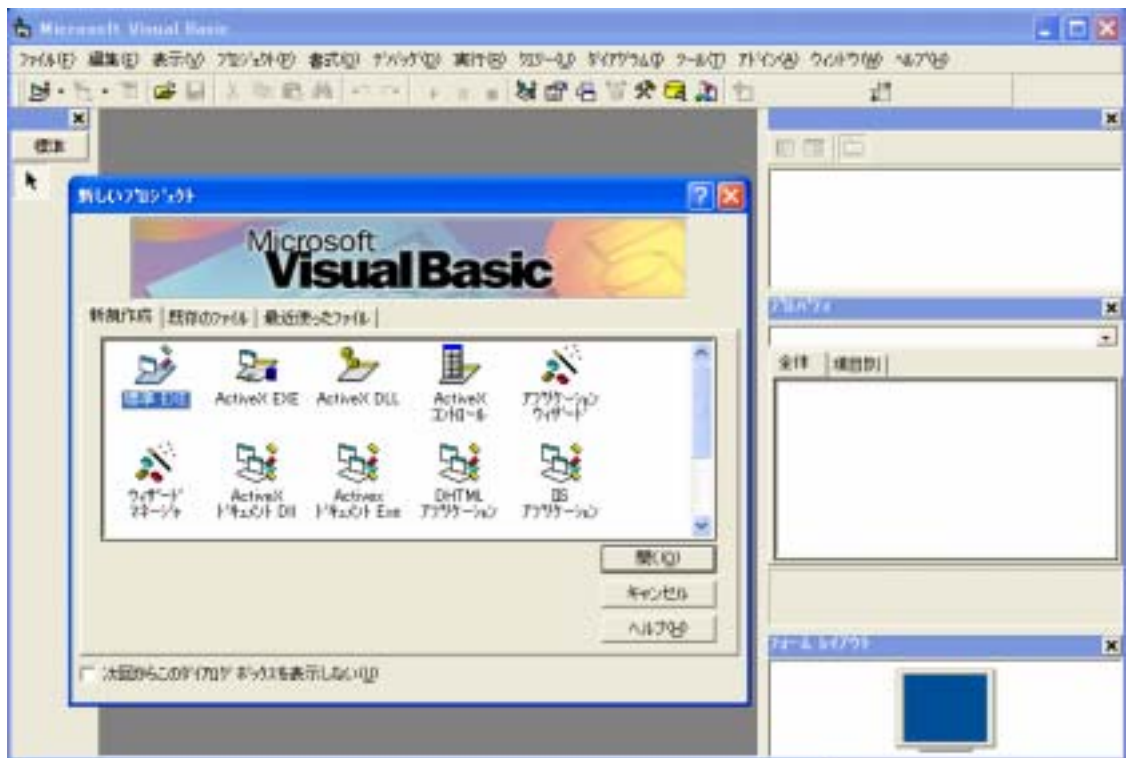 Microsoft Visual Basic
ファイル(F) 編集(E) 表示(V) プロジェクト(P) 書式(O) デバッグ(D) 実行(R) クエリー(U) ダイアグラム(I) ツール(T) アドイン(A) ウィンドウ(W) ヘルプ(H)
標準
新しいプロジェクト
Microsoft
Visual Basic
新規作成 既存のファイル 最近使ったファイル
標準 EXE ActiveX EXE ActiveX DLL ActiveX コントロール アプリケーション ウィザード
ウィザード マネージャ ActiveX ドキュメント Dll Activex ドキュメント Exe DHTML アプリケーション IIS アプリケーション
開く(O)
キャンセル
ヘルプ(H)
次回からこのダイアログ ボックスを表示しない(D)
プロパティ
全体 項目別
フォーム レイアウト